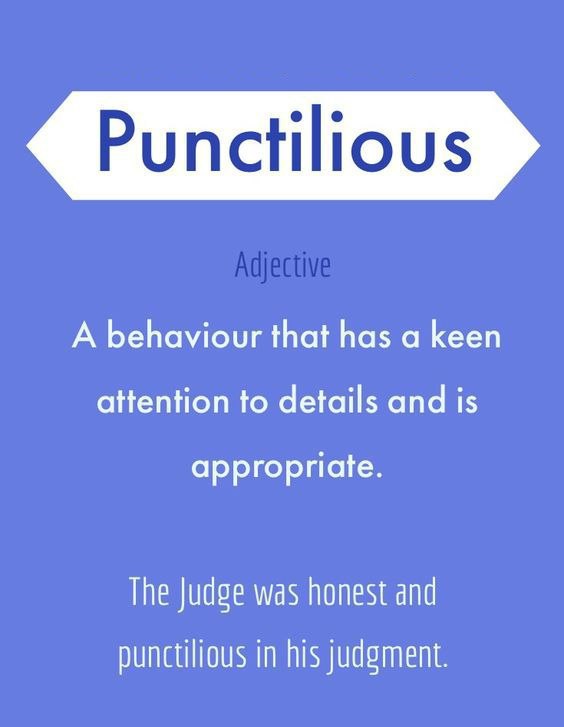 Punctilious
Adjective
A behaviour that has a keen
attention to details and is
appropriate.
The Judge was honest and
punctilious in his judgment.